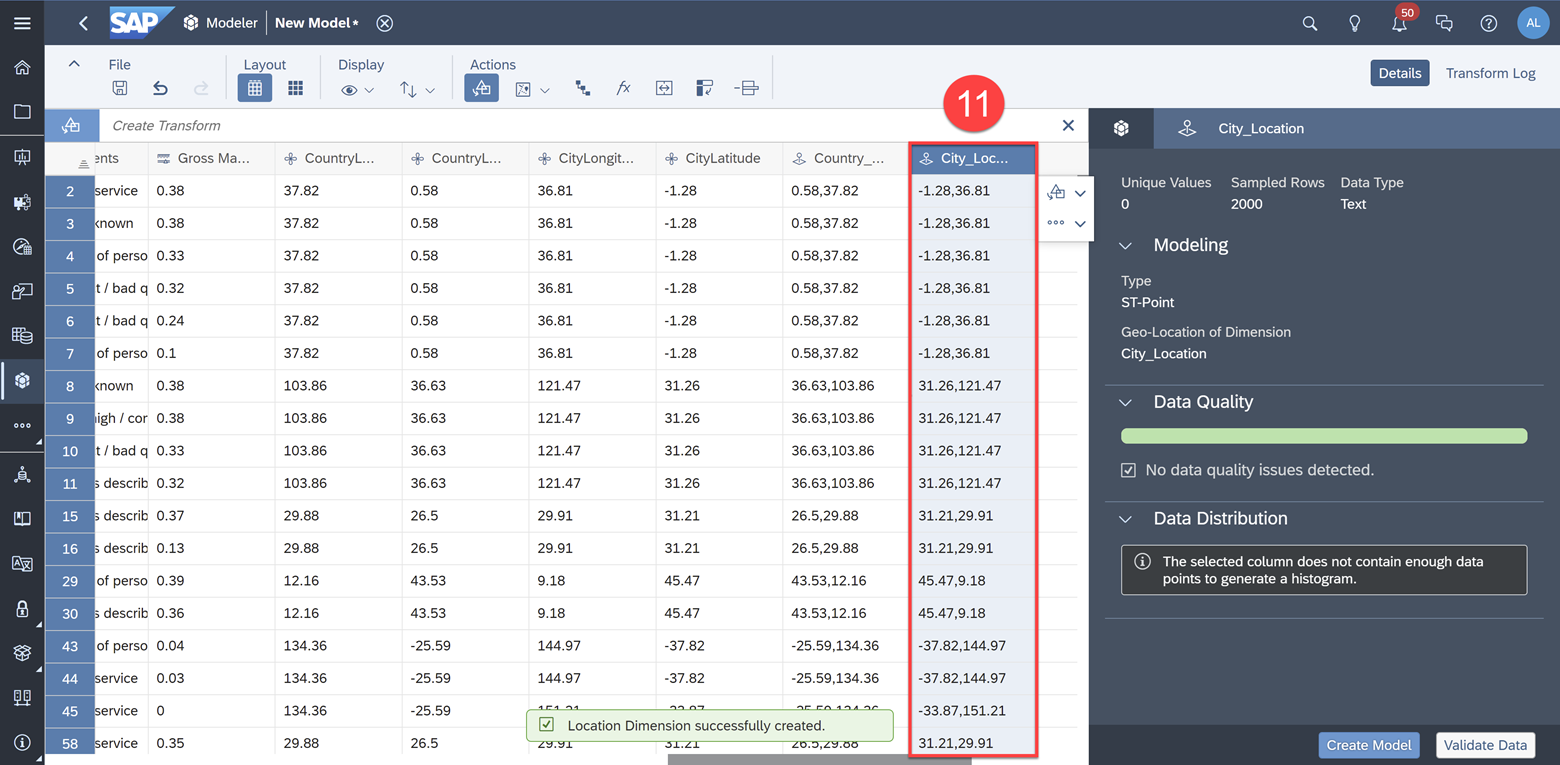 SAP Modeler New Model* 50 AL
File Layout Display Actions
fx
Details Transform Log
11
Create Transform
City_Location
ents Gross Ma... CountryL... CountryL... CityLongit... CityLatitude Country_... City_Loc...
2 service 0.38 37.82 0.58 36.81 -1.28 0.58,37.82 -1.28,36.81
3 known 0.38 37.82 0.58 36.81 -1.28 0.58,37.82 -1.28,36.81
4 of perso 0.33 37.82 0.58 36.81 -1.28 0.58,37.82 -1.28,36.81
5 t / bad q 0.32 37.82 0.58 36.81 -1.28 0.58,37.82 -1.28,36.81
6 t / bad q 0.24 37.82 0.58 36.81 -1.28 0.58,37.82 -1.28,36.81
7 of perso 0.1 37.82 0.58 36.81 -1.28 0.58,37.82 -1.28,36.81
8 known 0.38 103.86 36.63 121.47 31.26 36.63,103.86 31.26,121.47
9 high / cor 0.38 103.86 36.63 121.47 31.26 36.63,103.86 31.26,121.47
10 t / bad q 0.33 103.86 36.63 121.47 31.26 36.63,103.86 31.26,121.47
11 s describ 0.32 103.86 36.63 121.47 31.26 36.63,103.86 31.26,121.47
15 s describ 0.37 29.88 26.5 29.91 31.21 26.5,29.88 31.21,29.91
16 s describ 0.13 29.88 26.5 29.91 31.21 26.5,29.88 31.21,29.91
29 of perso 0.39 12.16 43.53 9.18 45.47 43.53,12.16 45.47,9.18
30 s describ 0.36 12.16 43.53 9.18 45.47 43.53,12.16 45.47,9.18
43 of perso 0.04 134.36 -25.59 144.97 -37.82 -25.59,134.36 -37.82,144.97
44 service 0.03 134.36 -25.59 144.97 -37.82 -25.59,134.36 -37.82,144.97
45 service 0 134.36 -25.59 151.21 -33.87 -25.59,134.36 -33.87,151.21
58 service 0.35 29.88 26.5 29.91 31.21 26.5,29.88 31.21,29.91
Location Dimension successfully created.
Unique Values Sampled Rows Data Type
0 2000 Text
Modeling
Type
ST-Point
Geo-Location of Dimension
City_Location
Data Quality
No data quality issues detected.
Data Distribution
The selected column does not contain enough data
points to generate a histogram.
Create Model Validate Data